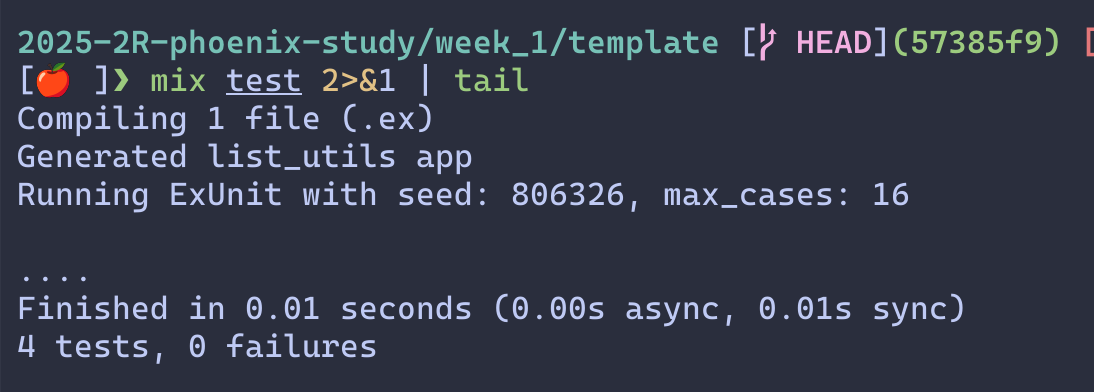 2025-2R-phoenix-study/week_1/template [ HEAD](57385f9) [
[🍎 ]❯ mix test 2>&1 | tail
Compiling 1 file (.ex)
Generated list_utils app
Running ExUnit with seed: 806326, max_cases: 16
....
Finished in 0.01 seconds (0.00s async, 0.01s sync)
4 tests, 0 failures